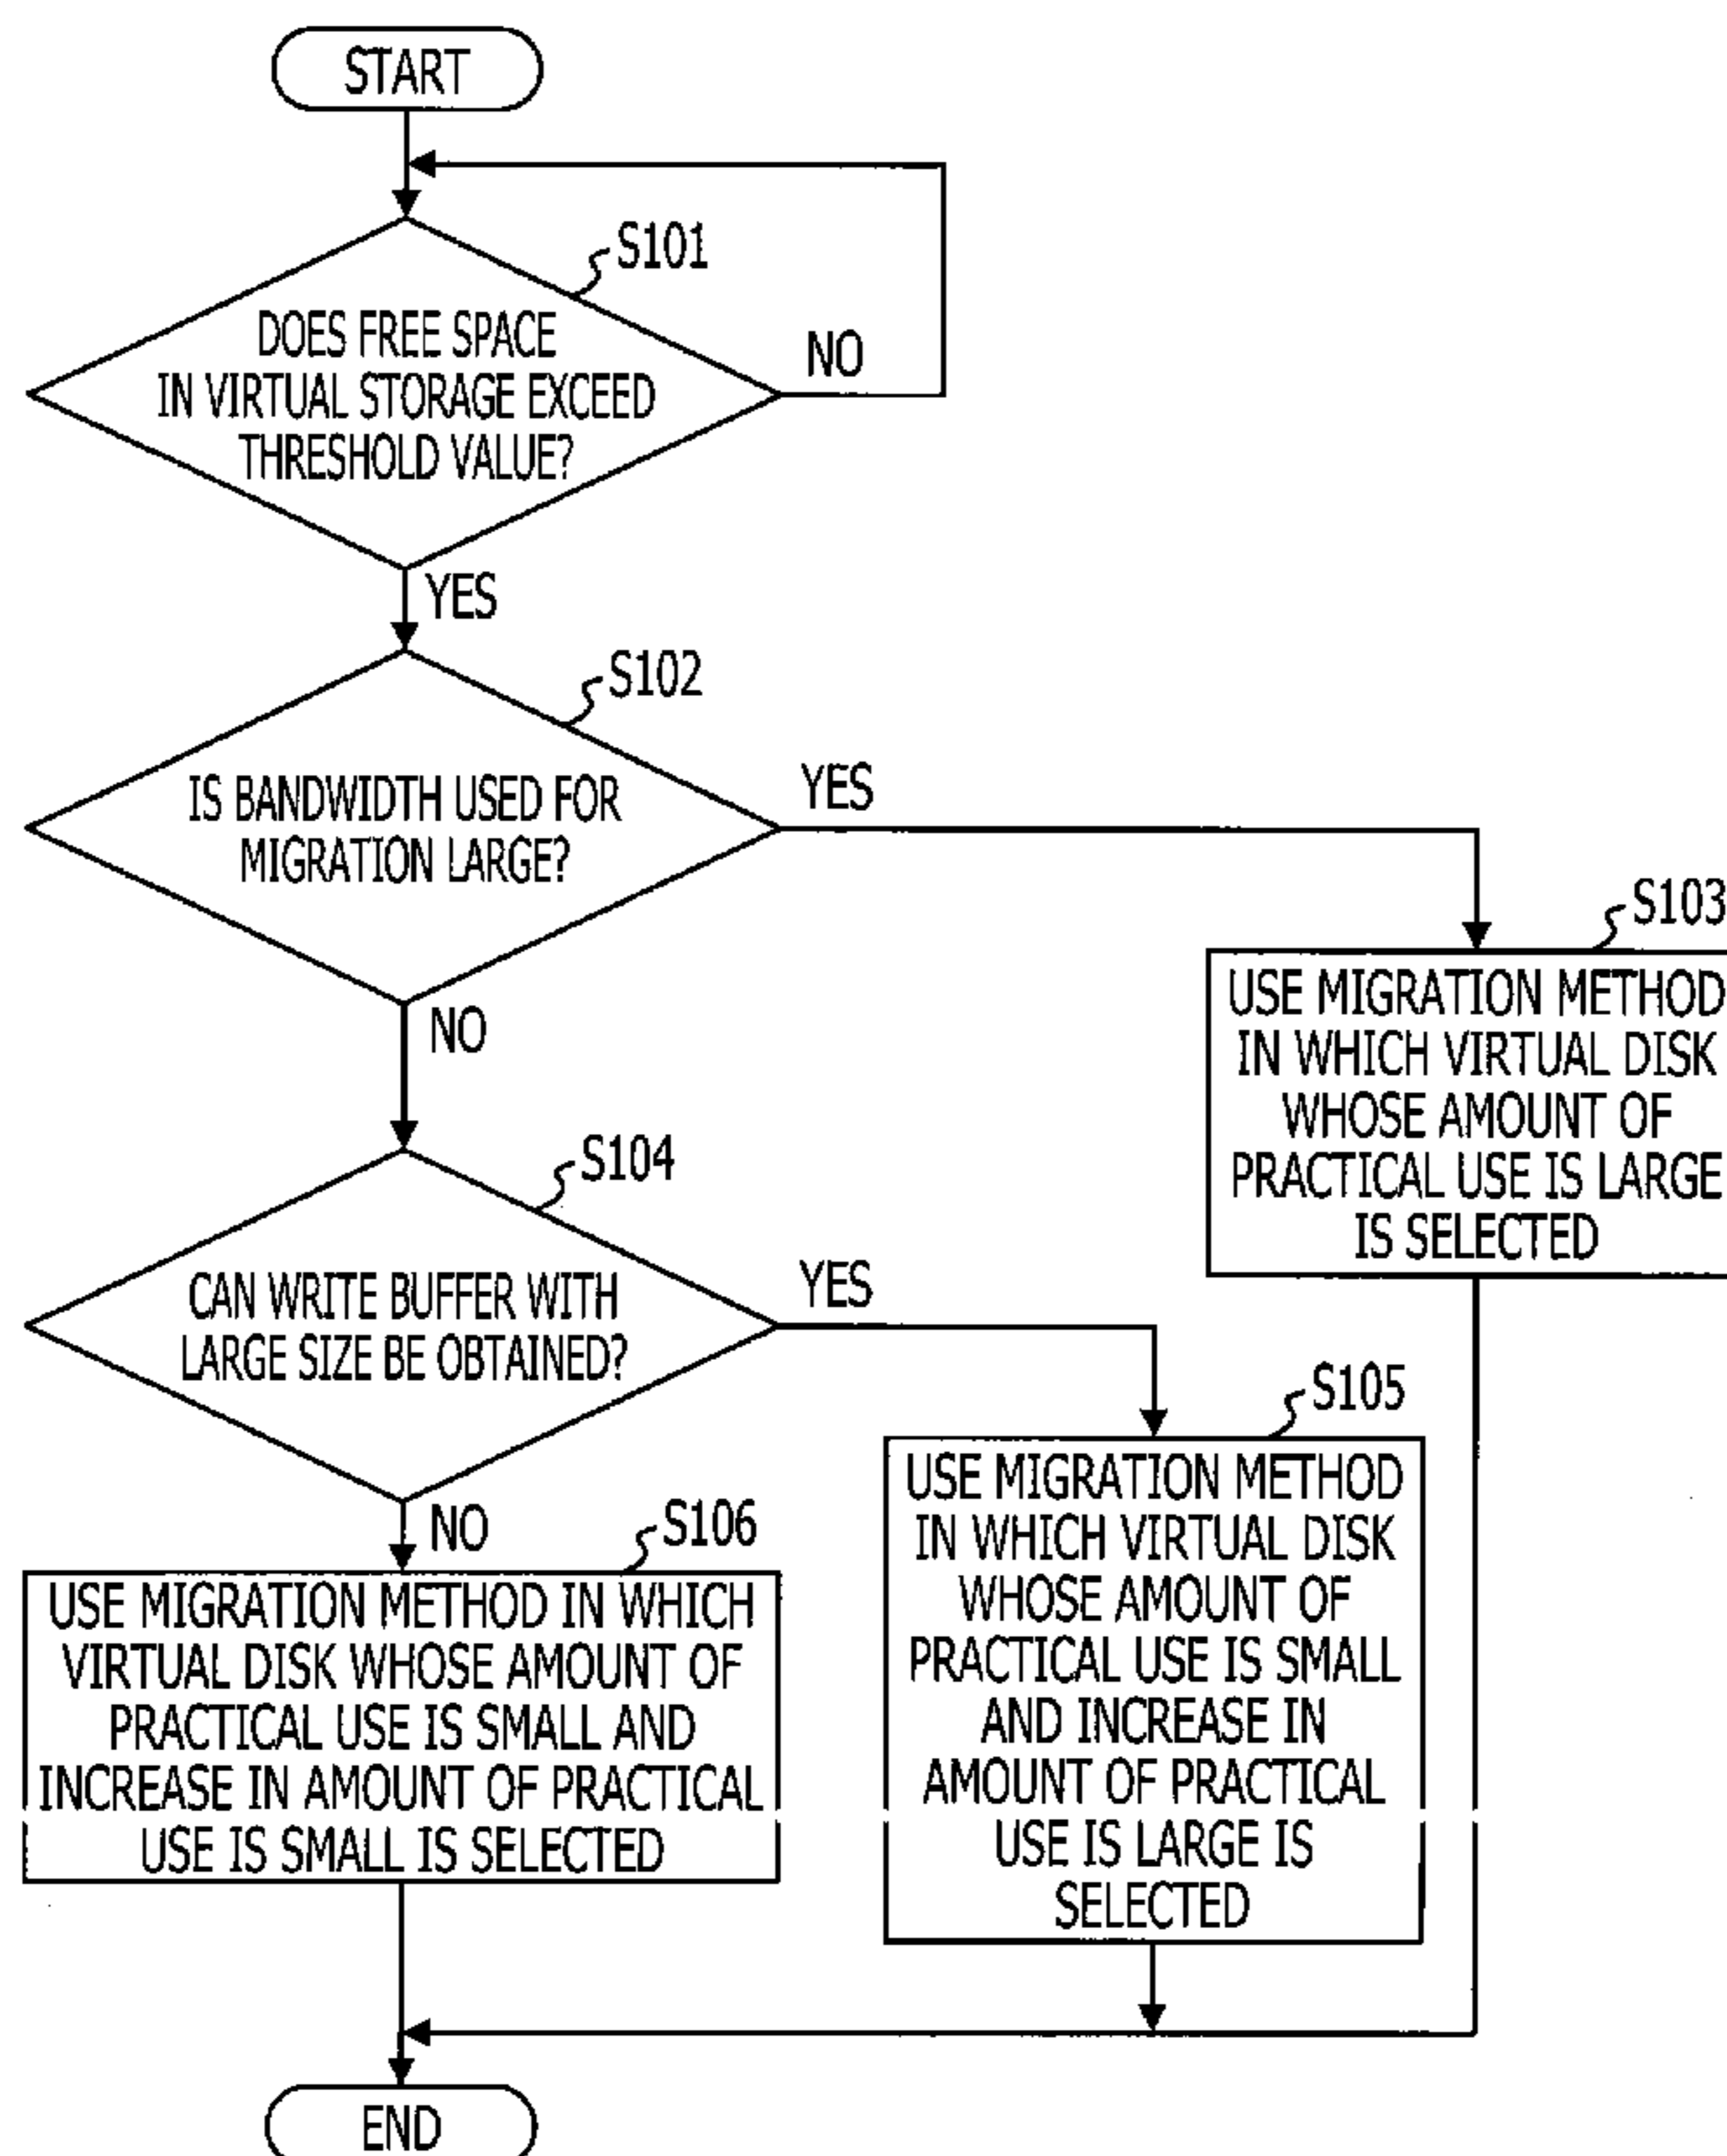 START
S101
DOES FREE SPACE
IN VIRTUAL STORAGE EXCEED
THRESHOLD VALUE?
NO
YES
S102
IS BANDWIDTH USED FOR
MIGRATION LARGE?
YES
NO
S103
USE MIGRATION METHOD
IN WHICH VIRTUAL DISK
WHOSE AMOUNT OF
PRACTICAL USE IS LARGE
IS SELECTED
S104
CAN WRITE BUFFER WITH
LARGE SIZE BE OBTAINED?
YES
NO
S105
USE MIGRATION METHOD
IN WHICH VIRTUAL DISK
WHOSE AMOUNT OF
PRACTICAL USE IS SMALL
AND INCREASE IN
AMOUNT OF PRACTICAL
USE IS LARGE IS
SELECTED
S106
USE MIGRATION METHOD IN WHICH
VIRTUAL DISK WHOSE AMOUNT OF
PRACTICAL USE IS SMALL AND
INCREASE IN AMOUNT OF PRACTICAL
USE IS SMALL IS SELECTED
END